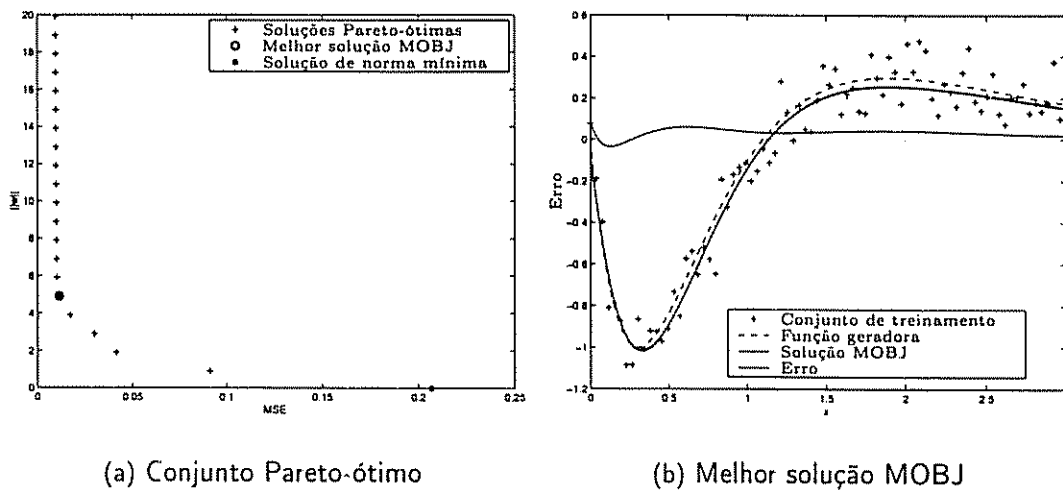 20
18
16
14
12
10
8
6
4
2
0
||w||
+ Soluções Pareto-ótimas
Melhor solução MOBJ
Solução de norma mínima
0 0.05 0.1 0.15 0.2 0.25
MSE
(a) Conjunto Pareto-ótimo
0.6
0.4
0.2
0
-0.2
-0.4
-0.6
-0.8
-1
-1.2
Erro
+ Conjunto de treinamento
Função geradora
Solução MOBJ
Erro
0 0.5 1 1.5 2 2.5
x
(b) Melhor solução MOBJ